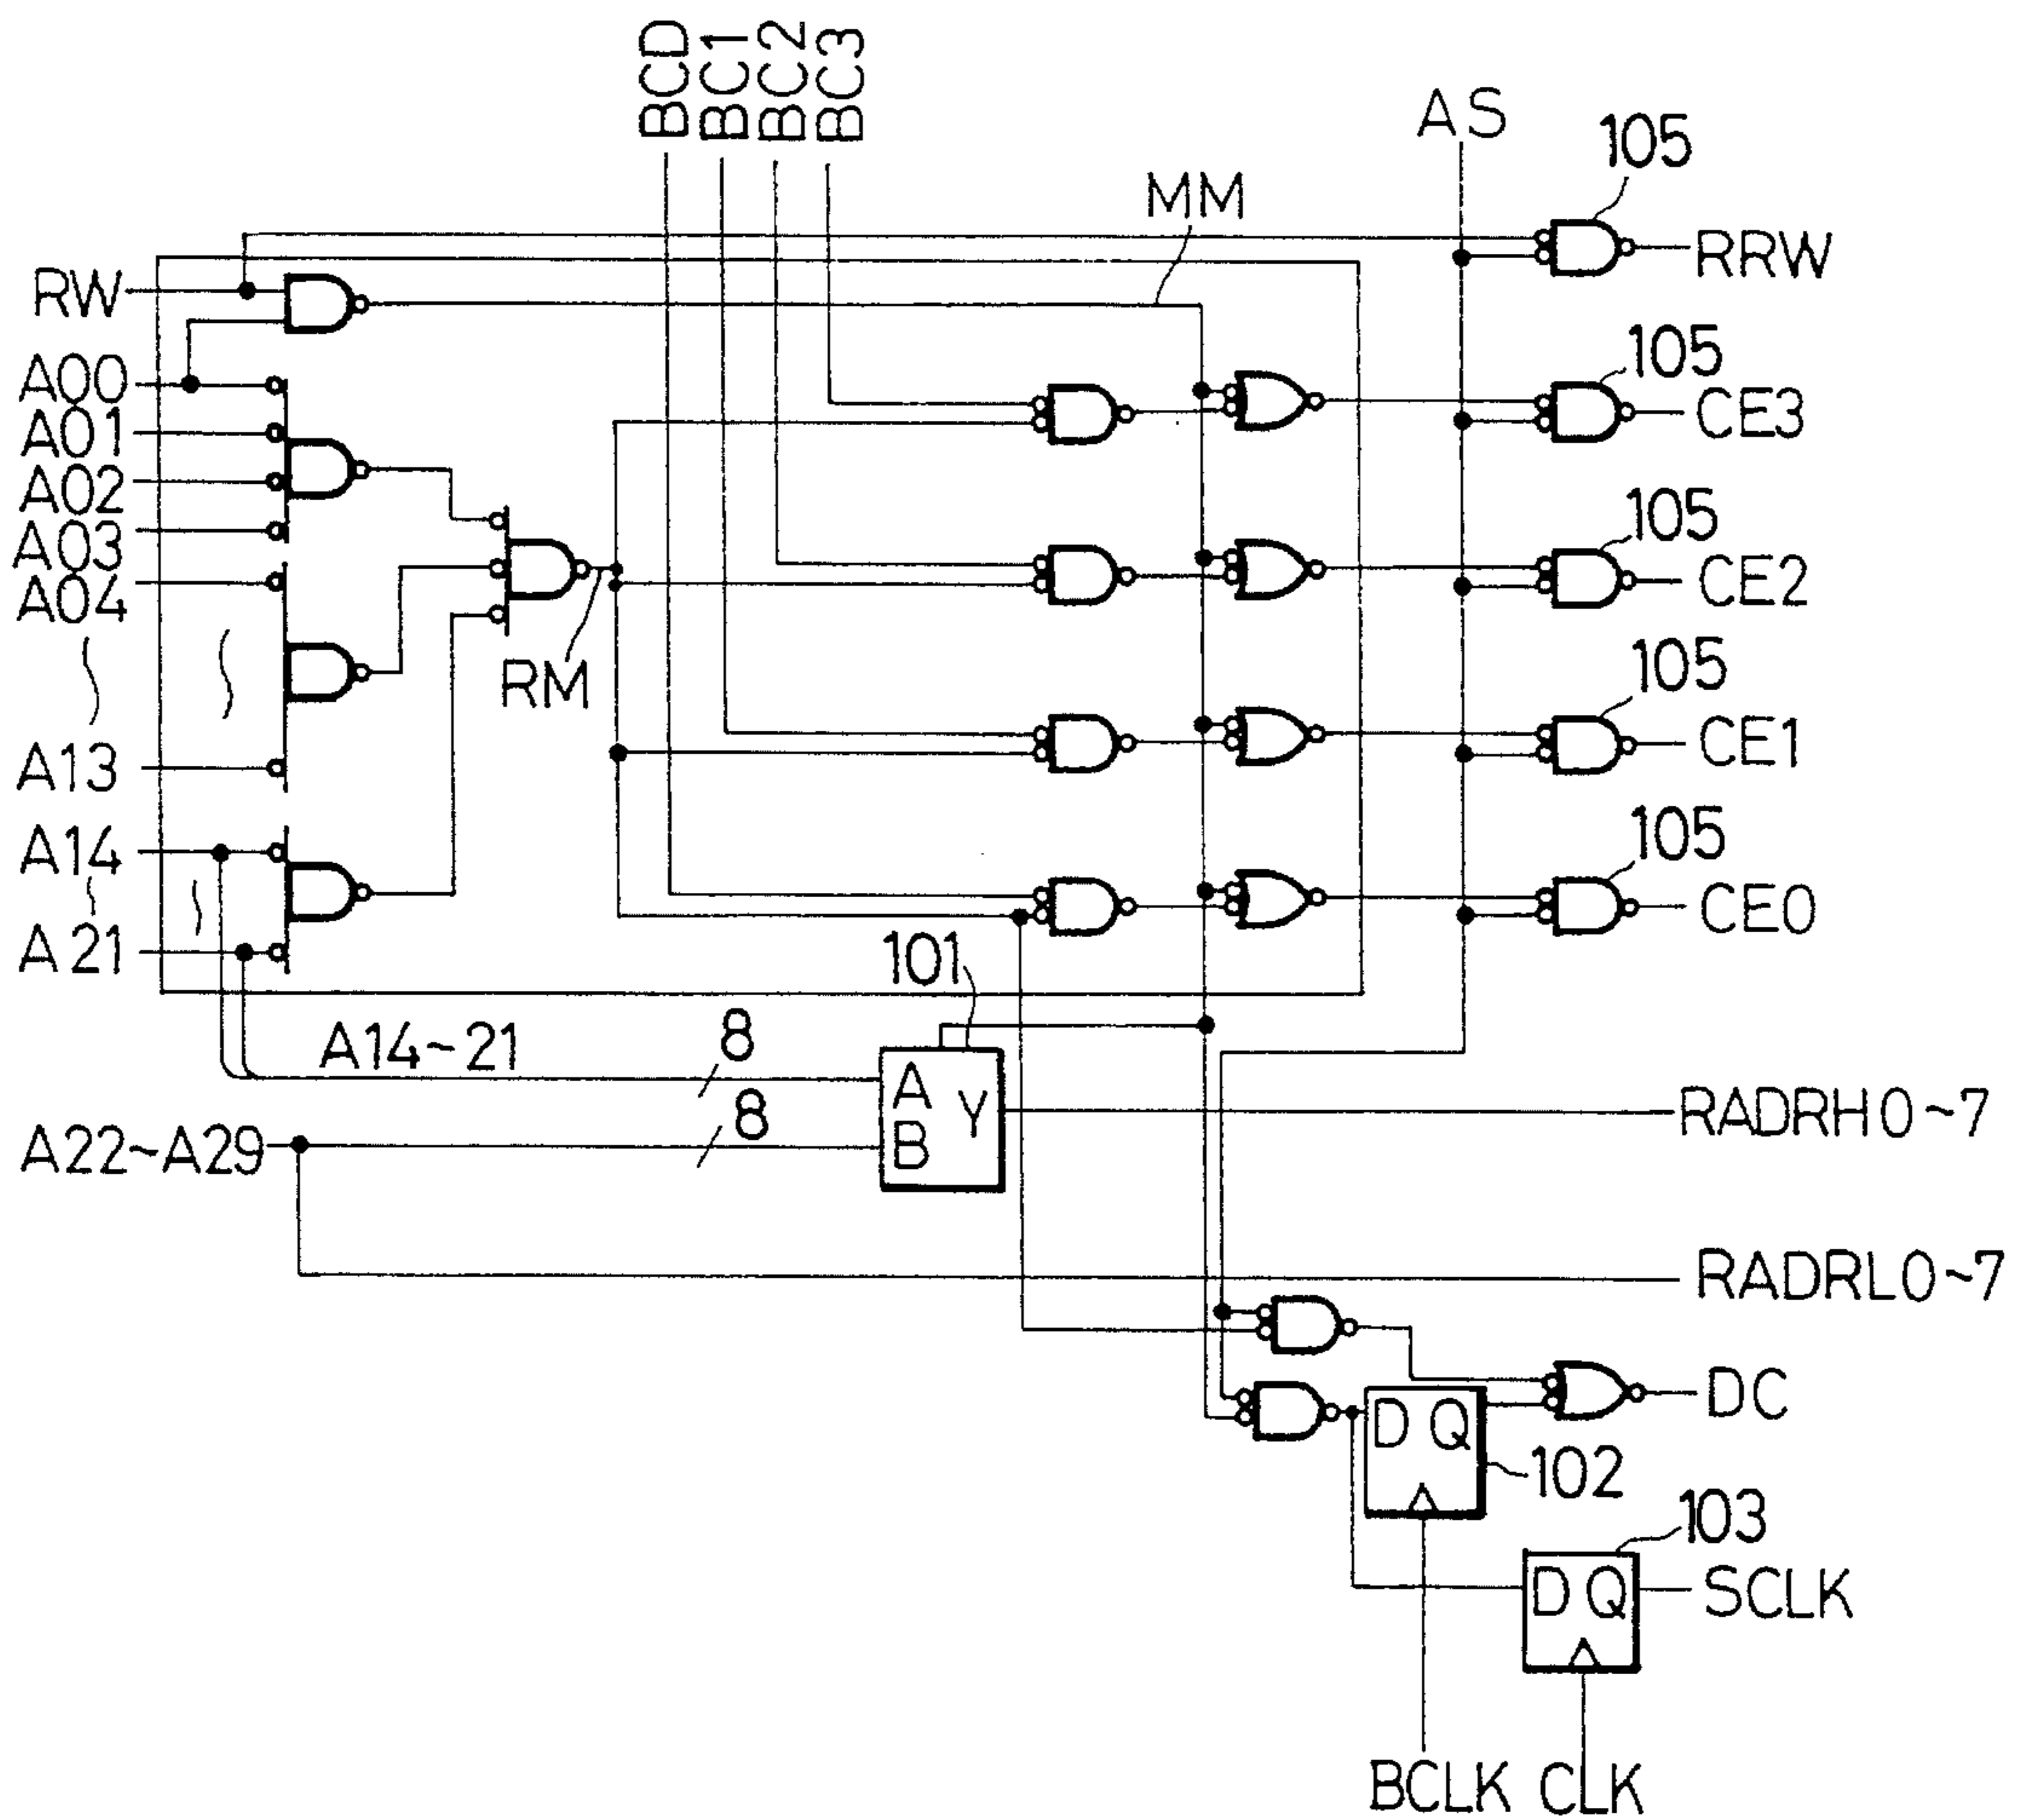 BCD
BC1
BC2
BC3
AS
105
MM
RRW
RW
105
A00
CE3
A01
A02
105
A03
A04
CE2
RM
105
A13
CE1
105
A14
CE0
A21
101
A14~21
8
A
Y
RADRH0~7
8
A22~A29
B
RADRL0~7
DC
D Q
102
103
D Q
SCLK
BCLK
CLK